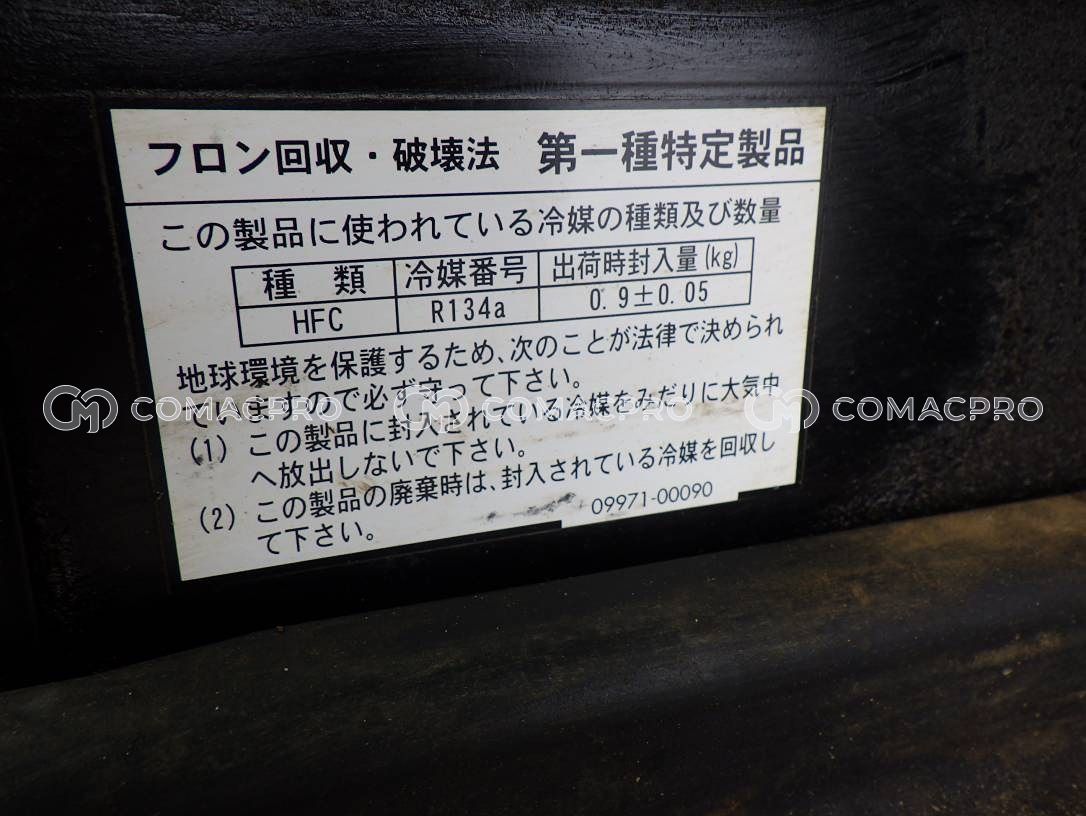 フロン回収・破壊法 第一種特定製品
この製品に使われている冷媒の種類及び数量
種類 冷媒番号 出荷時封入量(kg)
HFC R134a 0.9±0.05
地球環境を保護するため、次のことが法律で決められ
ていますので必ず守って下さい。
COMACPRO COMACPRO COMACPRO
(1) この製品に封入されている冷媒をみだりに大気中
へ放出しないで下さい。
(2) この製品の廃棄時は、封入されている冷媒を回収し
て下さい。
09971-00090